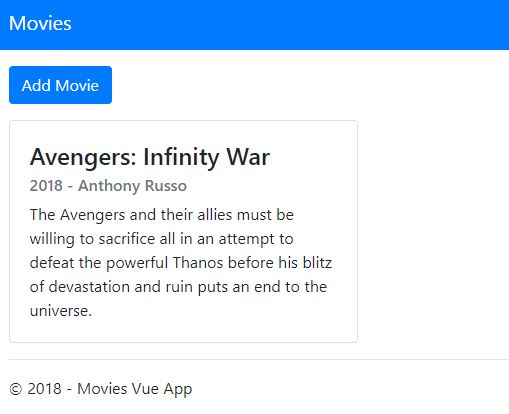 Movies
Add Movie
Avengers: Infinity War
2018 - Anthony Russo
The Avengers and their allies must be
willing to sacrifice all in an attempt to
defeat the powerful Thanos before his blitz
of devastation and ruin puts an end to the
universe.
© 2018 - Movies Vue App